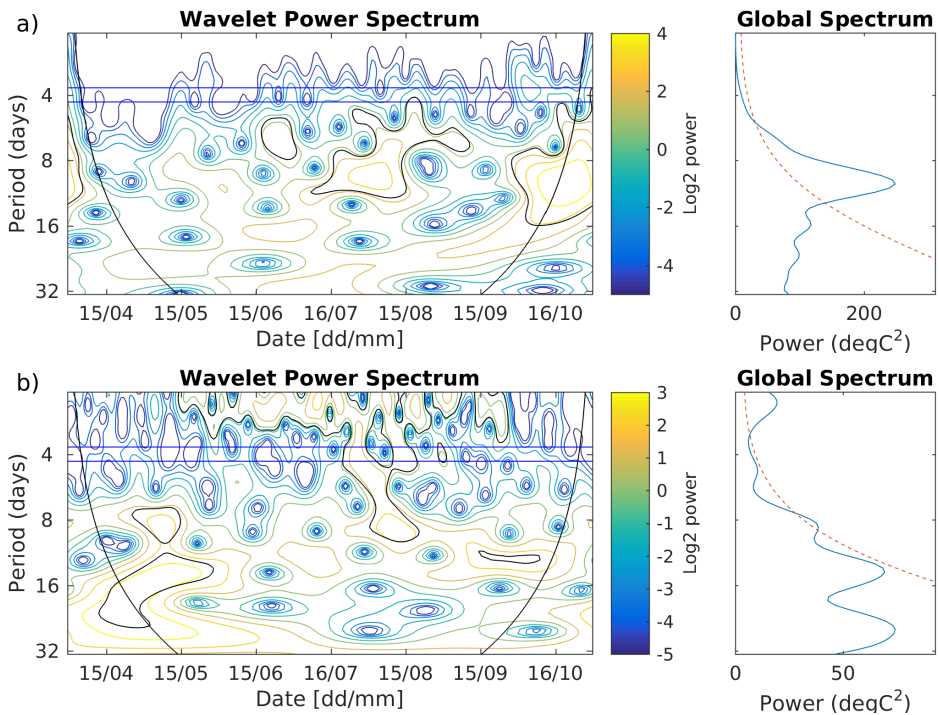 a)
Wavelet Power Spectrum
Global Spectrum
4
8
16
32
Period (days)
15/04 15/05 16/06 16/07 15/08 15/09 16/10
Date [dd/mm]
4
2
0
-2
-4
Log2 power
0 200
Power (degC2)
b)
Wavelet Power Spectrum
Global Spectrum
4
8
16
32
Period (days)
15/04 15/05 15/06 16/07 15/08 15/09 16/10
Date [dd/mm]
3
2
1
0
-1
-2
-3
-4
-5
Log2 power
0 50
Power (degC2)